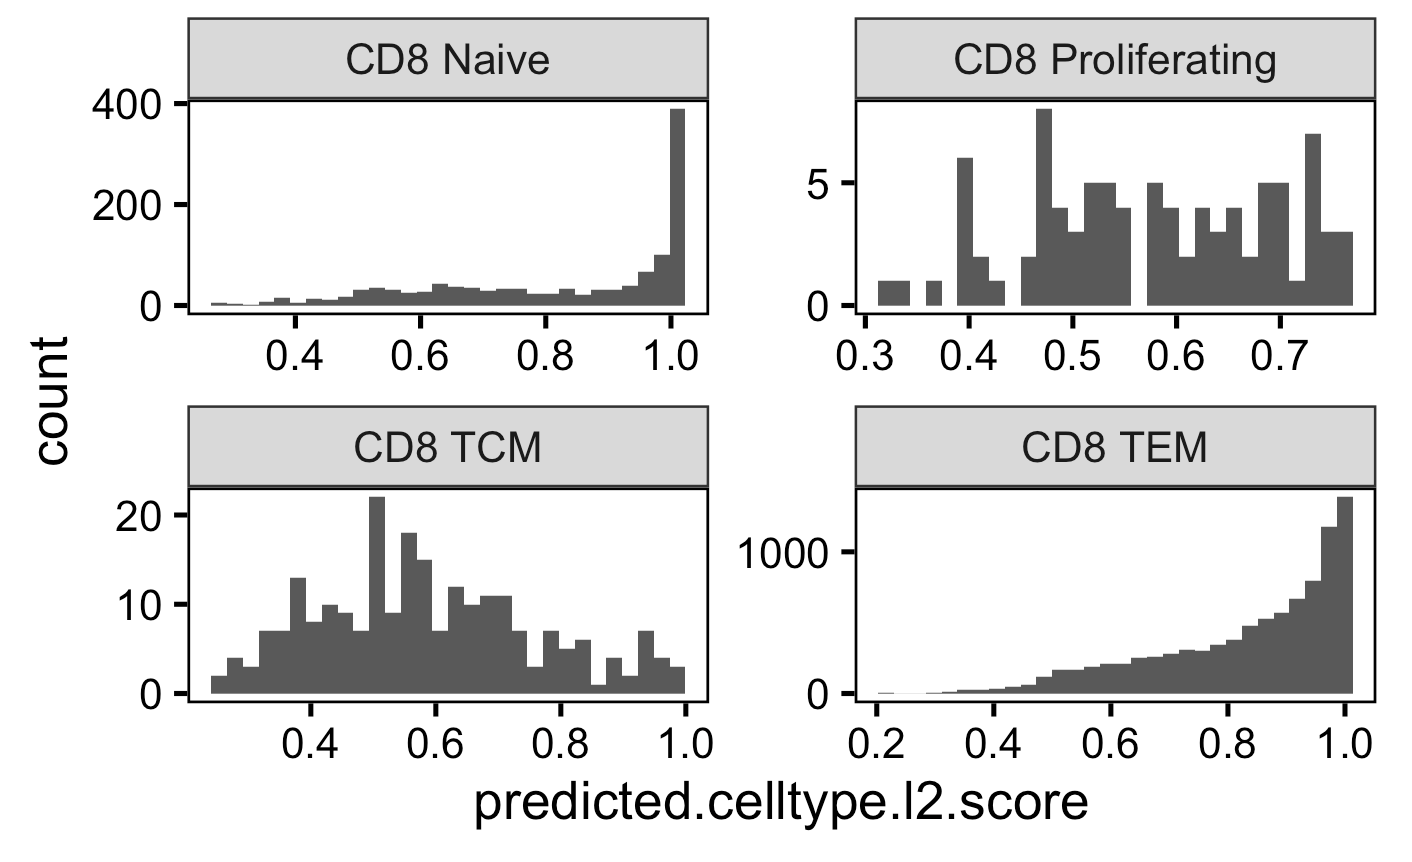 CD8 Naive
CD8 Proliferating
400
200
0
5
0
0.4 0.6 0.8 1.0
0.3 0.4 0.5 0.6 0.7
count
CD8 TCM
CD8 TEM
20
10
0
1000
0
0.4 0.6 0.8 1.0
0.2 0.4 0.6 0.8 1.0
predicted.celltype.l2.score